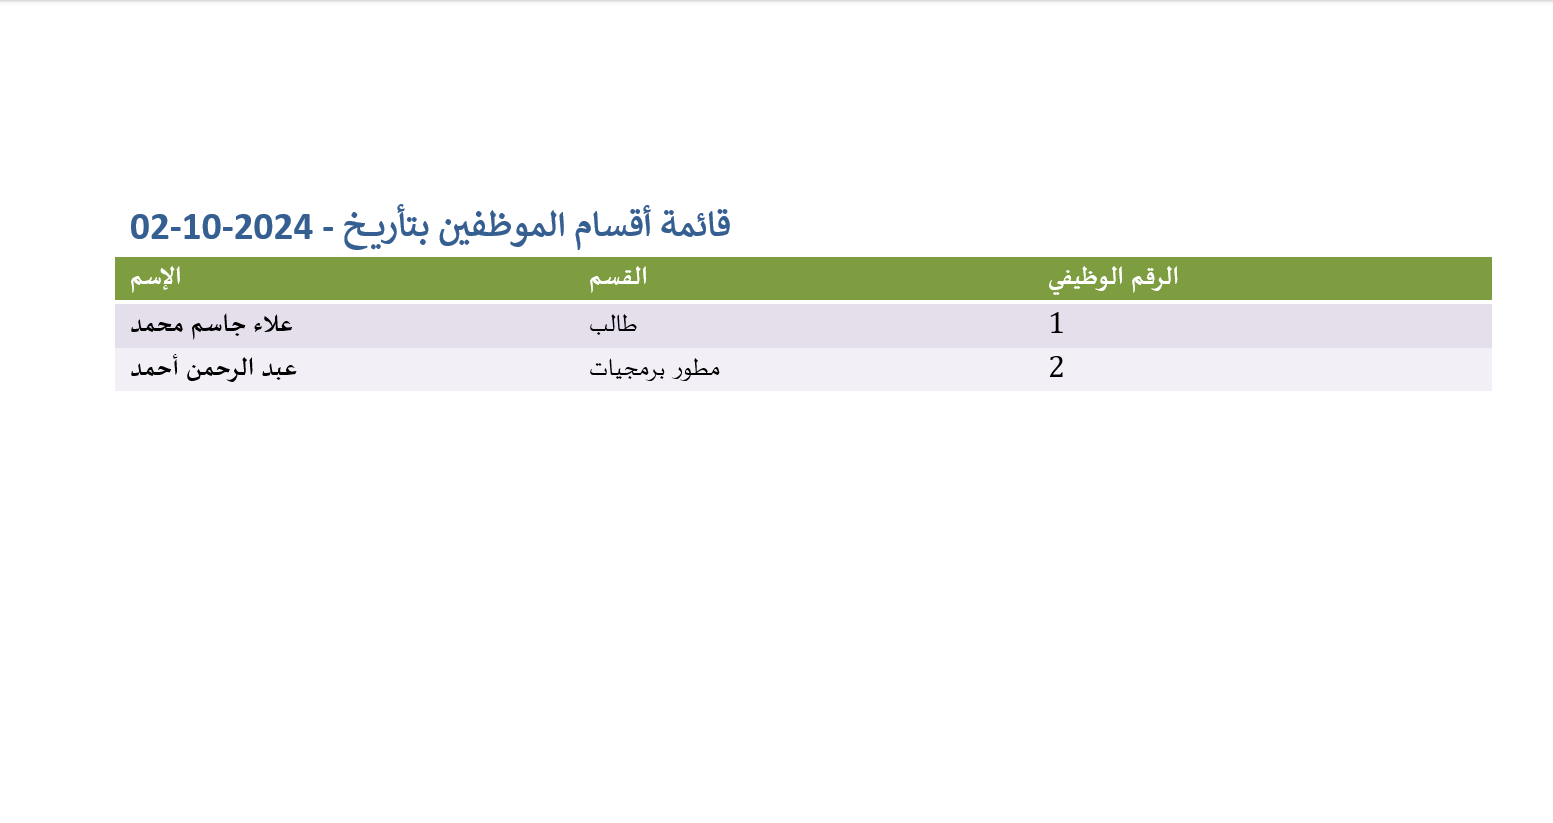 قائمة أقسام الموظفين بتأريخ - 2024-10-02
الإسم القسم الرقم الوظيفي
علاء جاسم محمد طالب 1
عبد الرحمن أحمد مطور برمجيات 2